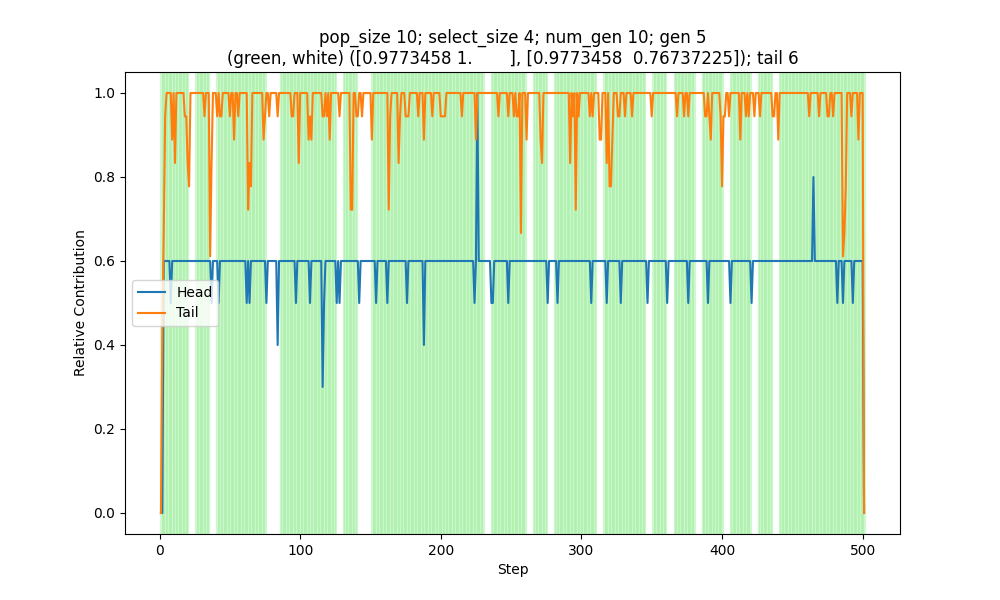 pop_size 10; select_size 4; num_gen 10; gen 5
(green, white) ([0.9773458 1.       ], [0.9773458  0.76737225]); tail 6
1.0
0.8
0.6
0.4
0.2
0.0
Relative Contribution
Head
Tail
0
100
200
300
400
500
Step